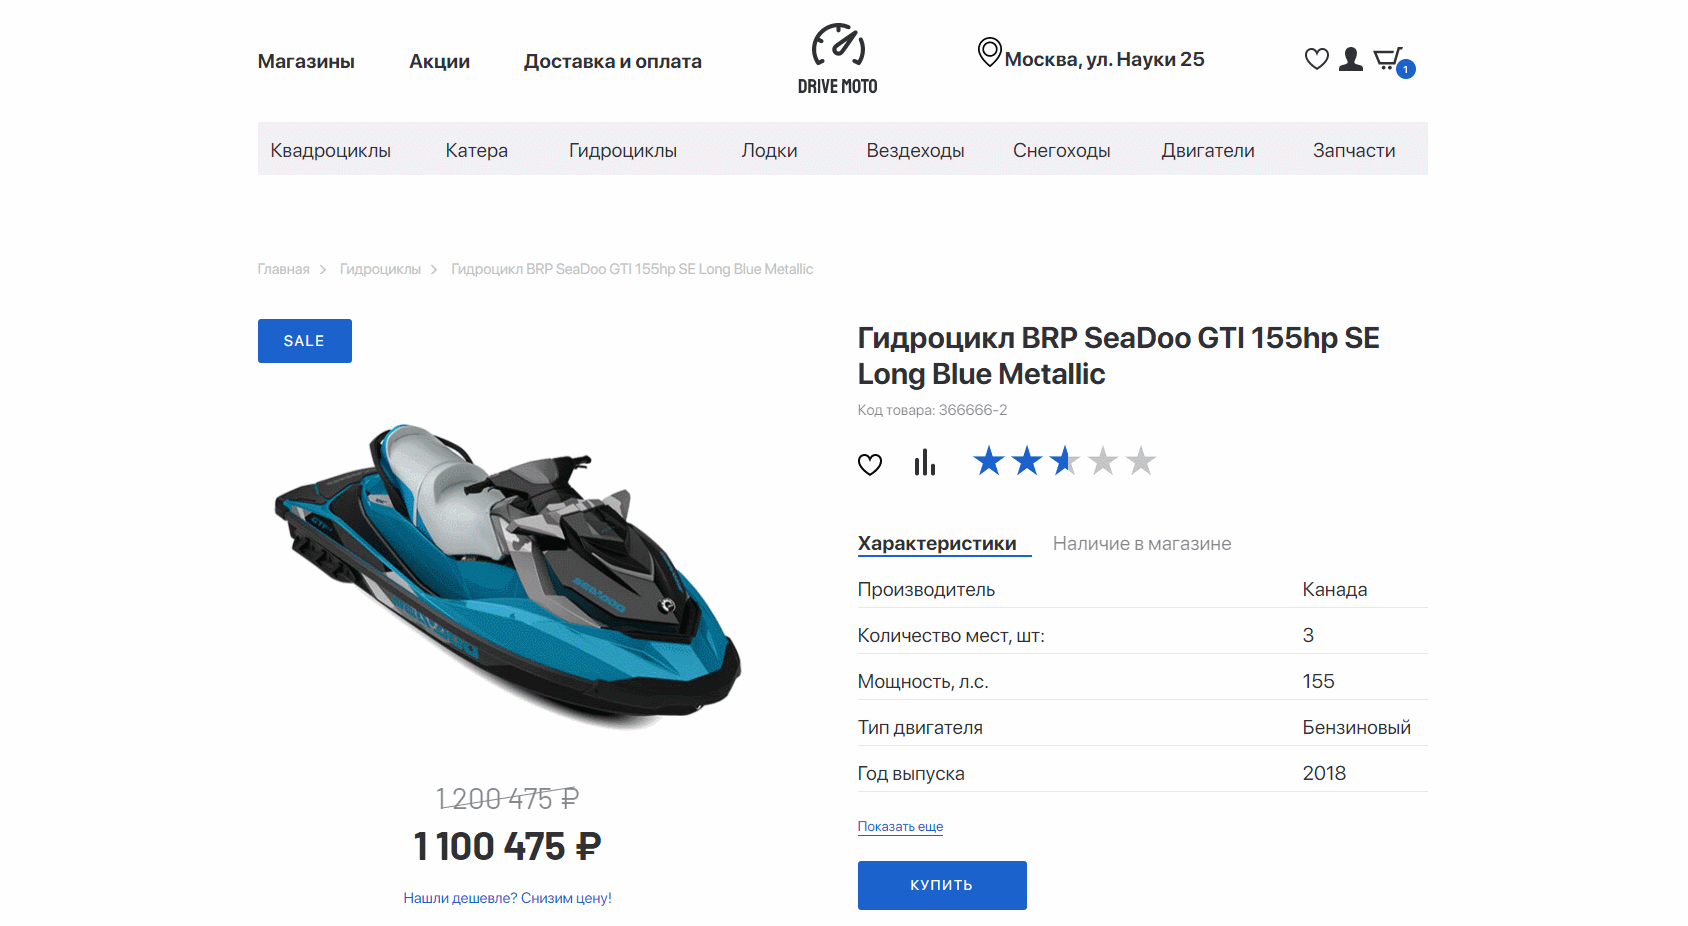 Магазины
Акции
Доставка и оплата
DRIVE MOTO
Москва, ул. Науки 25
1
Квадроциклы
Катера
Гидроциклы
Лодки
Вездеходы
Снегоходы
Двигатели
Запчасти
Главная
Гидроциклы
Гидроцикл BRP SeaDoo GTI 155hp SE Long Blue Metallic
SALE
SEADOO
1 200 475 ₽
1 100 475 ₽
Нашли дешевле? Снизим цену!
Гидроцикл BRP SeaDoo GTI 155hp SE
Long Blue Metallic
Код товара: 366666-2
Характеристики
Наличие в магазине
Производитель
Канада
Количество мест, шт:
3
Мощность, л.с.
155
Тип двигателя
Бензиновый
Год выпуска
2018
Показать еще
КУПИТЬ